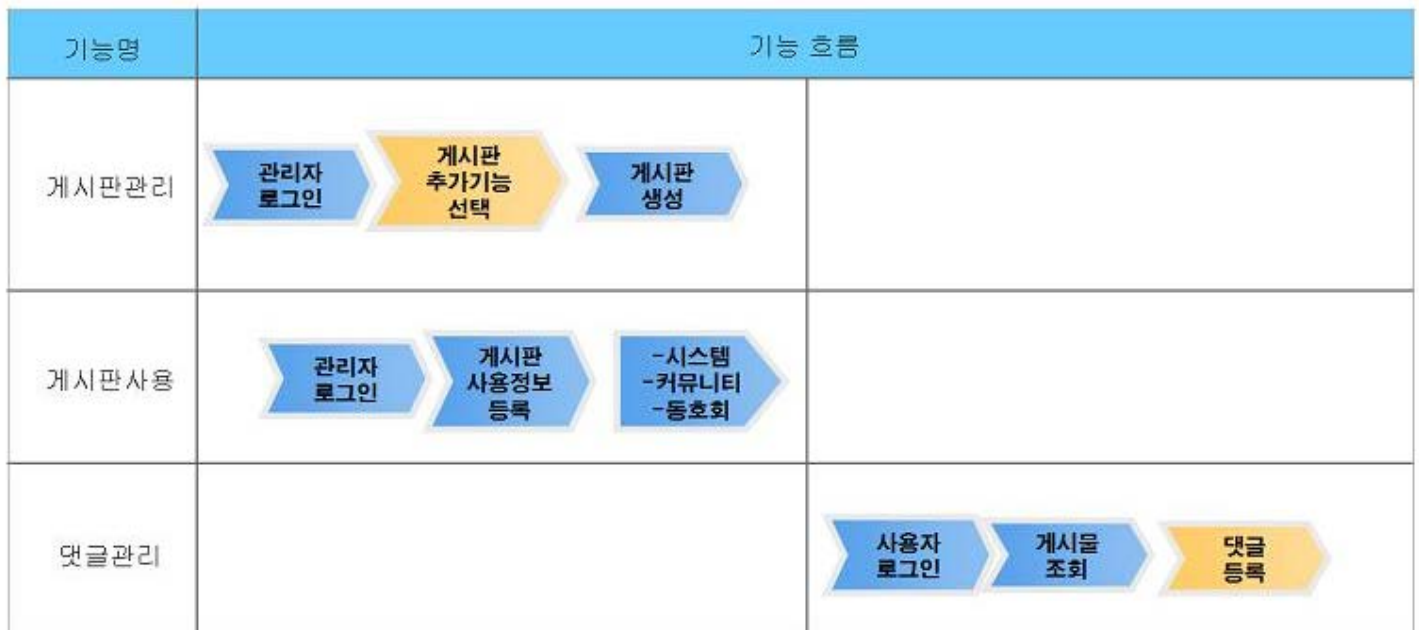 기능명
기능 흐름
게시판관리
관리자
로그인
게시판
추가기능
선택
게시판
생성
게시판사용
관리자
로그인
게시판
사용정보
등록
-시스템
-커뮤니티
-동호회
댓글관리
사용자
로그인
게시물
조회
댓글
등록